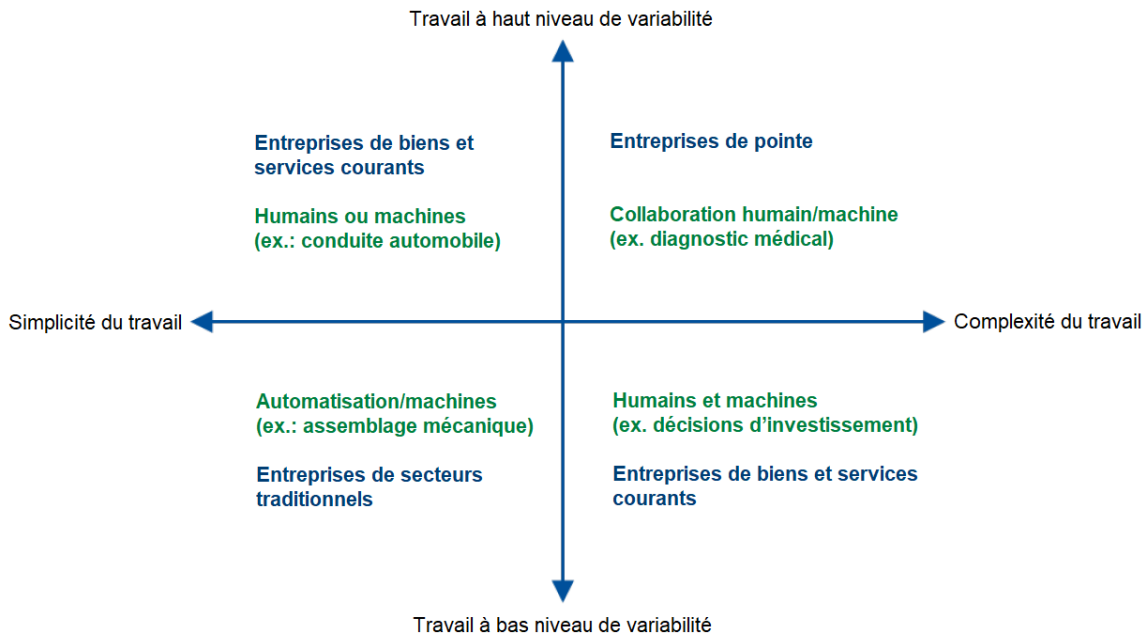 Travail à haut niveau de variabilité
Entreprises de biens et
services courants
Humains ou machines
(ex.: conduite automobile)
Entreprises de pointe
Collaboration humain/machine
(ex. diagnostic médical)
Simplicité du travail
Complexité du travail
Automatisation/machines
(ex.: assemblage mécanique)
Entreprises de secteurs
traditionnels
Humains et machines
(ex. décisions d’investissement)
Entreprises de biens et services
courants
Travail à bas niveau de variabilité